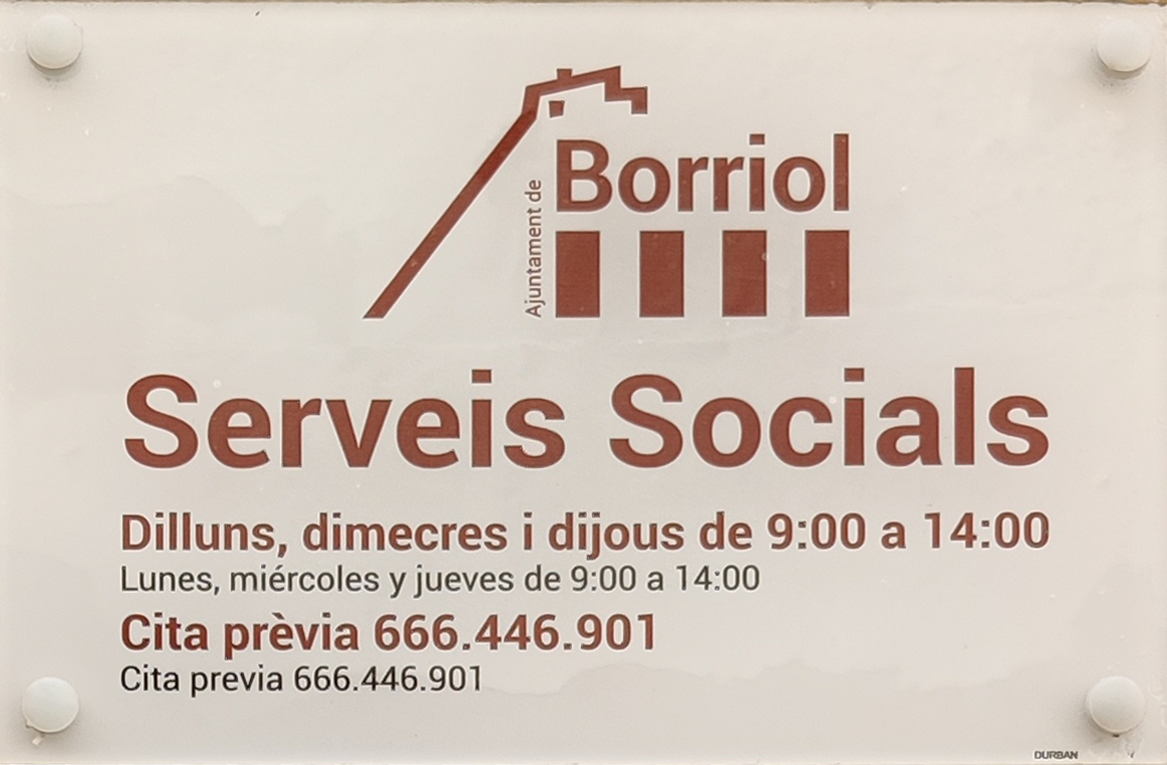 Ajuntament de
Borriol
Serveis Socials
Dilluns, dimecres i dijous de 9:00 a 14:00
Lunes, miércoles y jueves de 9:00 a 14:00
Cita prèvia 666.446.901
Cita previa 666.446.901
DURBAN